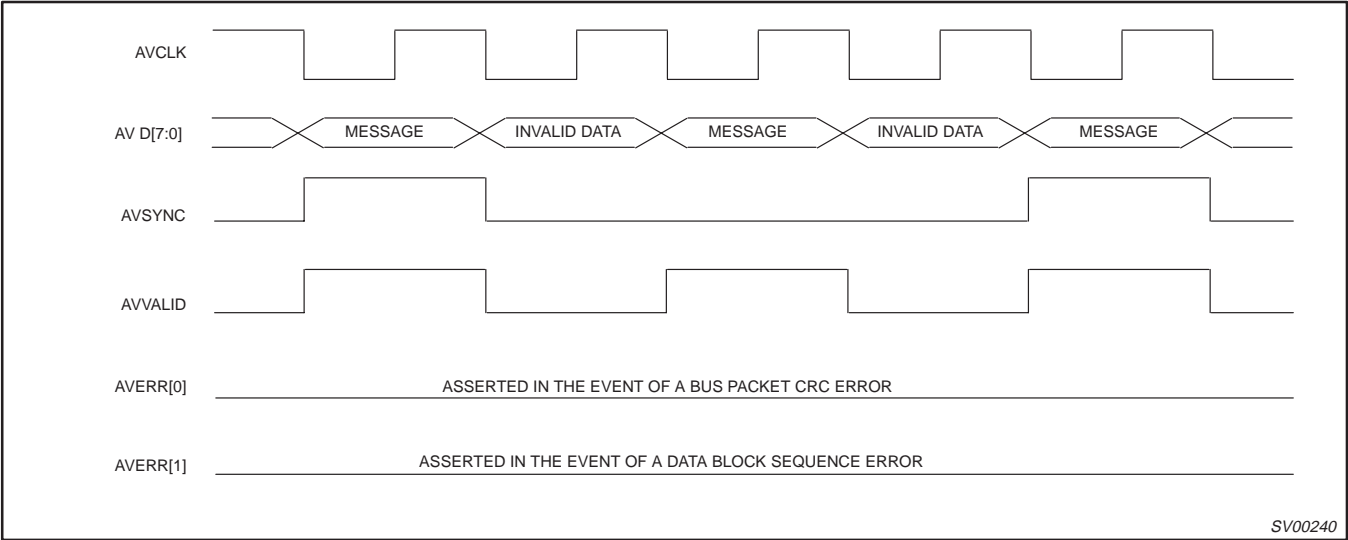 AVCLK
AV D[7:0] MESSAGE INVALID DATA MESSAGE INVALID DATA MESSAGE
AVSYNC
AVVALID
AVERR[0] ASSERTED IN THE EVENT OF A BUS PACKET CRC ERROR
AVERR[1] ASSERTED IN THE EVENT OF A DATA BLOCK SEQUENCE ERROR
SV00240